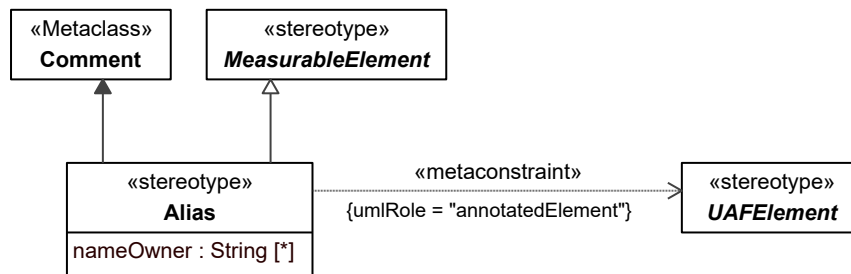 «Metaclass»
Comment
«stereotype»
MeasurableElement
«stereotype»
Alias
nameOwner : String [*]
«metaconstraint»
{umlRole = "annotatedElement"}
«stereotype»
UAFElement